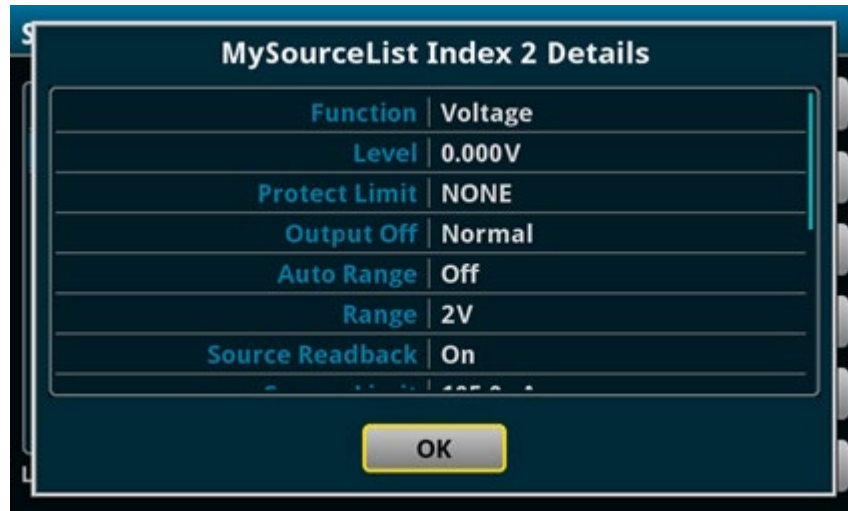 MySourceList Index 2 Details
Function Voltage
Level 0.000V
Protect Limit NONE
Output Off Normal
Auto Range Off
Range 2V
Source Readback On
OK